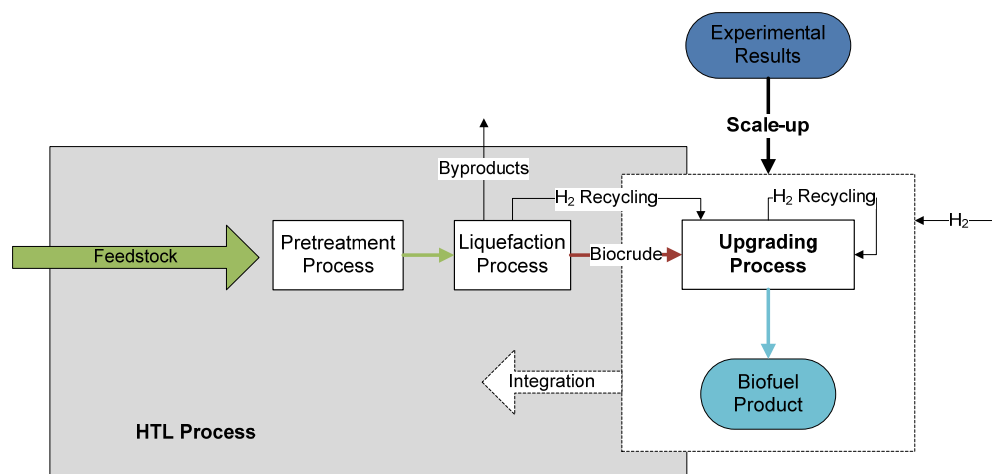 Experimental
Results
Scale-up
Byproducts
H₂ Recycling
H₂ Recycling
H₂
Feedstock
Pretreatment
Process
Liquefaction
Process
Biocrude
Upgrading
Process
Integration
Biofuel
Product
HTL Process